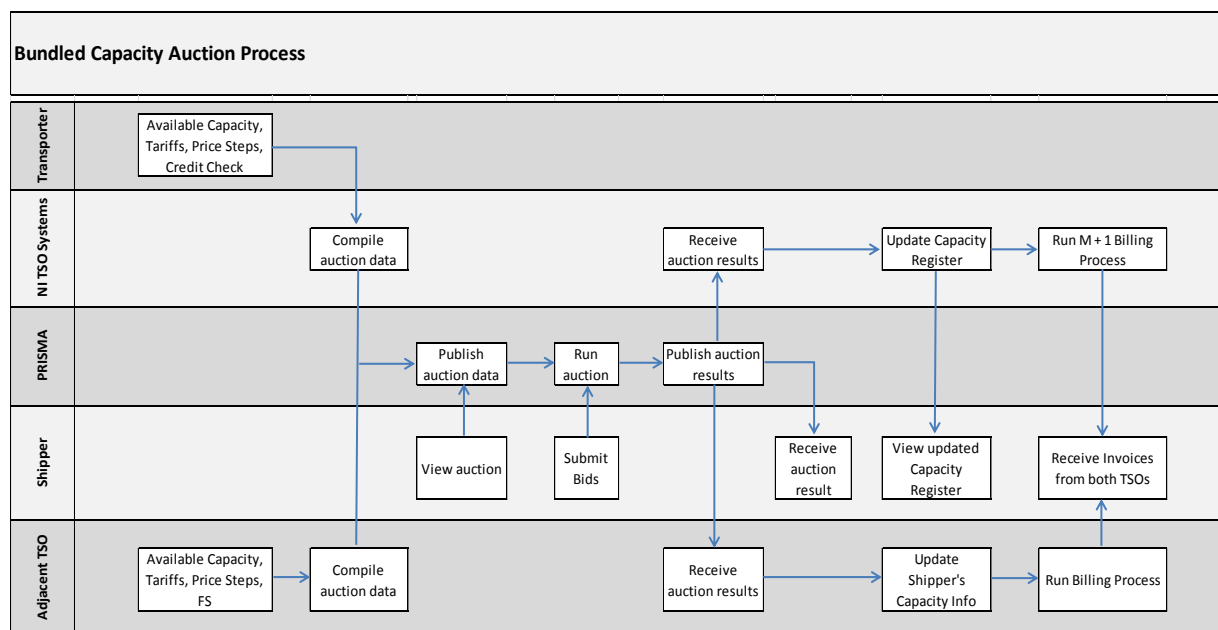 Bundled Capacity Auction Process
Transporter
Available Capacity,
Tariffs, Price Steps,
Credit Check
NI TSO Systems
Compile
auction data
Receive
auction results
Update Capacity
Register
Run M + 1 Billing
Process
PRISMA
Publish
auction data
Run
auction
Publish auction
results
Shipper
View auction
Submit
Bids
Receive
auction
result
View updated
Capacity
Register
Receive Invoices
from both TSOs
Adjacent TSO
Available Capacity,
Tariffs, Price Steps,
FS
Compile
auction data
Receive
auction results
Update
Shipper's
Capacity Info
Run Billing Process